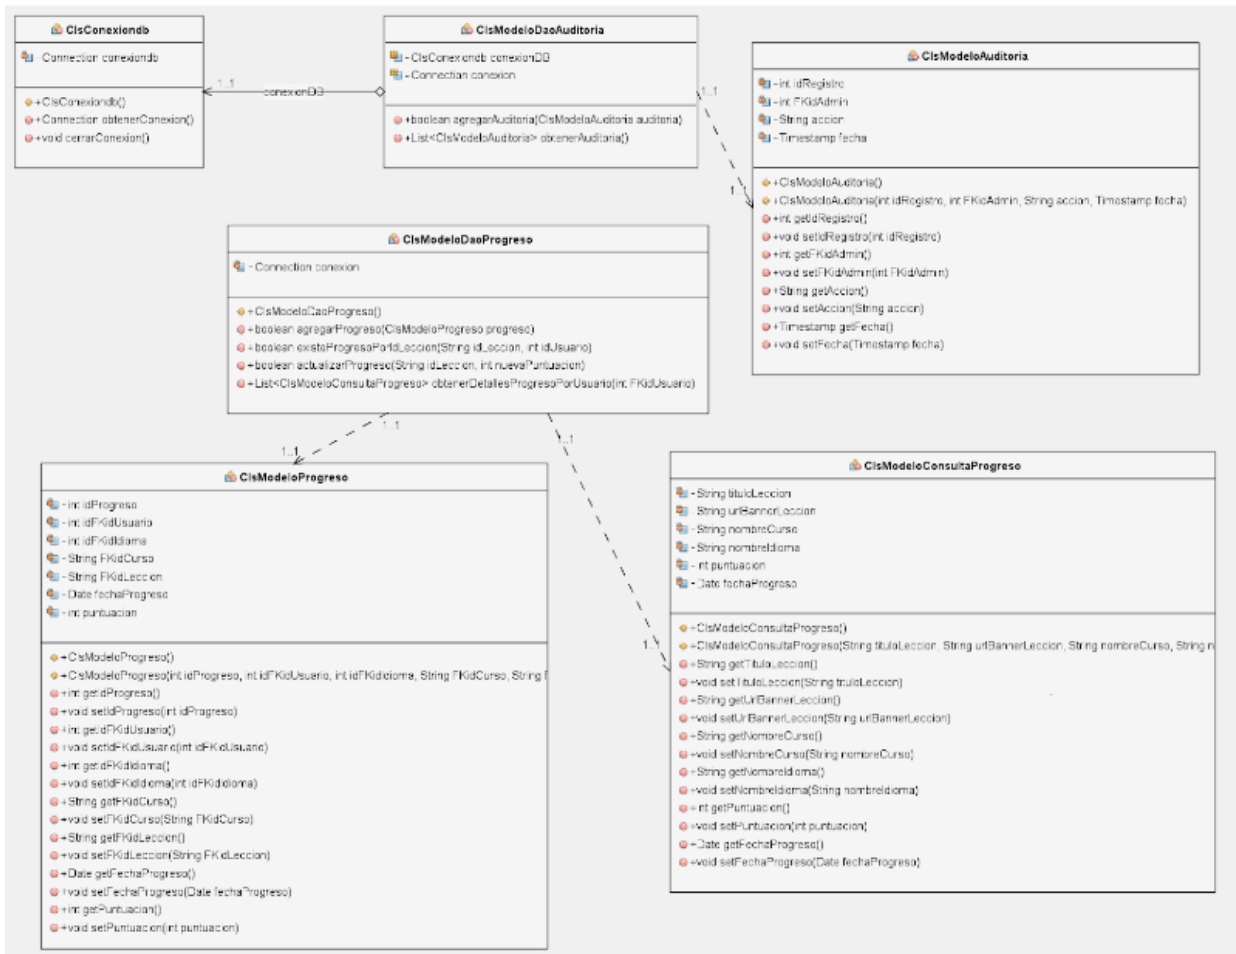 ClsConexiondb
- Connection conexiondb
+ClsConexiondb()
+Connection obtenerConexion()
+void cerrarConexion()
1..1
conexionDB
ClsModeloDaoAuditoria
-ClsConexiondb conexionDB
-Connection conexion
+boolean agregarAuditoria(ClsModeloAuditoria auditoria)
+List<ClsModeloAuditoria> obtenerAuditoria()
1..1
1..1
ClsModeloAuditoria
-int idRegistro
-int FKidAdmin
-String accion
-Timestamp fecha
+ClsModeloAuditoria()
+ClsModeloAuditoria(int idRegistro, int FKidAdmin, String accion, Timestamp fecha)
+int getIdRegistro()
+void setIdRegistro(int idRegistro)
+int getFKidAdmin()
+void setFKidAdmin(int FKidAdmin)
+String getAccion()
+void setAccion(String accion)
+Timestamp getFecha()
+void setFecha(Timestamp fecha)
ClsModeloDaoProgreso
- Connection conexion
+ClsModeloDaoProgreso()
+boolean agregarProgreso(ClsModeloProgreso progreso)
+boolean existeProgresoPorIdLeccion(String idLeccion, int idUsuario)
+boolean actualizarProgreso(String idLeccion, int nuevaPuntuacion)
+List<ClsModeloConsultaProgreso> obtenerDetallesProgresoPorUsuario(int FKidUsuario)
1..1
1..1
1..1
1..1
ClsModeloProgreso
- int idProgreso
- int idFKidUsuario
- int idFKidIdioma
- String FKidCurso
- String FKidLeccion
- Date fechaProgreso
- int puntuacion
+ClsModeloProgreso()
+ClsModeloProgreso(int idProgreso, int idFKidUsuario, int idFKidIdioma, String FKidCurso, String F
+int getIdProgreso()
+void setIdProgreso(int idProgreso)
+int getIdFKidUsuario()
+void setIdFKidUsuario(int idFKidUsuario)
+int getIdFKidIdioma()
+void setIdFKidIdioma(int idFKidIdioma)
+String getFKidCurso()
+void setFKidCurso(String FKidCurso)
+String getFKidLeccion()
+void setFKidLeccion(String FKidLeccion)
+Date getFechaProgreso()
+void setFechaProgreso(Date fechaProgreso)
+int getPuntuacion()
+void setPuntuacion(int puntuacion)
ClsModeloConsultaProgreso
- String tituloLeccion
- String urlBannerLeccion
- String nombreCurso
- String nombreIdioma
- int puntuacion
- Date fechaProgreso
+ClsModeloConsultaProgreso()
+ClsModeloConsultaProgreso(String tituloLeccion, String urlBannerLeccion, String nombreCurso, String n
+String getTituloLeccion()
+void setTituloLeccion(String tituloLeccion)
+String getUrlBannerLeccion()
+void setUrlBannerLeccion(String urlBannerLeccion)
+String getNombreCurso()
+void setNombreCurso(String nombreCurso)
+String getNombreIdioma()
+void setNombreIdioma(String nombreIdioma)
+int getPuntuacion()
+void setPuntuacion(int puntuacion)
+Date getFechaProgreso()
+void setFechaProgreso(Date fechaProgreso)